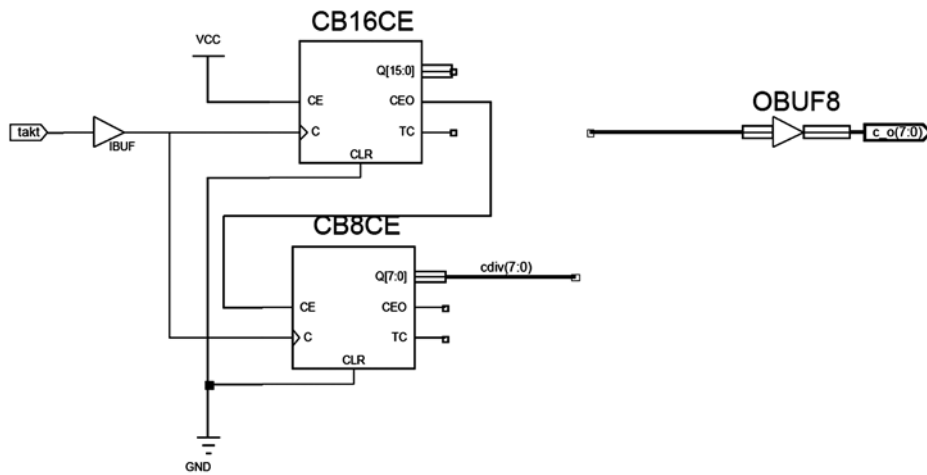 CB16CE
VCC
Q[15:0]
CE
CEO
OBUF8
takt
IBUF
C
TC
c_o(7:0)
CLR
CB8CE
Q[7:0]
cdiv(7:0)
CE
CEO
C
TC
CLR
GND